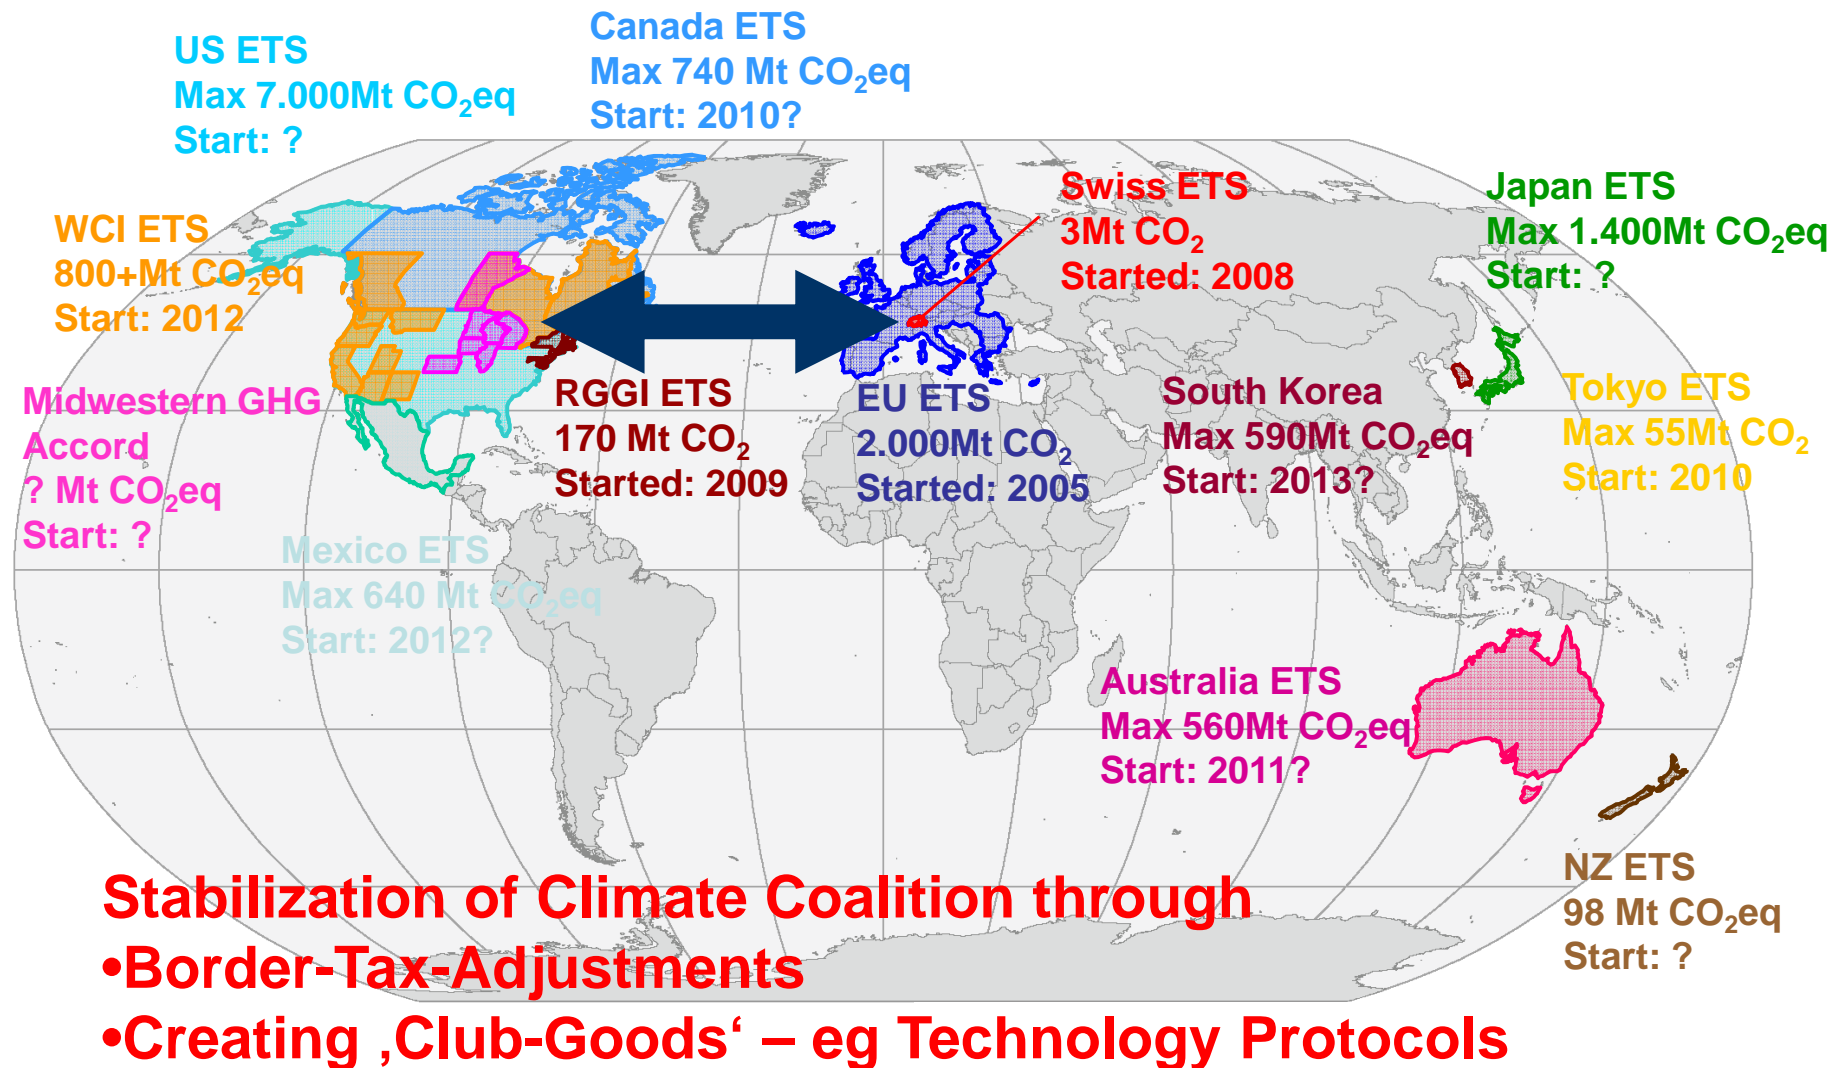 Canada ETS
Max 740 Mt CO₂eq
Start: 2010?
US ETS
Max 7.000Mt CO₂eq
Start: ?
Swiss ETS
3Mt CO₂
Started: 2008
Japan ETS
Max 1.400Mt CO₂eq
Start: ?
WCI ETS
800+Mt CO₂eq
Start: 2012
Midwestern GHG
Accord
? Mt CO₂eq
Start: ?
RGGI ETS
170 Mt CO₂
Started: 2009
EU ETS
2.000Mt CO₂
Started: 2005
South Korea
Max 590Mt CO₂eq
Start: 2013?
Tokyo ETS
Max 55Mt CO₂
Start: 2010
Mexico ETS
Max 640 Mt CO₂eq
Start: 2012?
Australia ETS
Max 560Mt CO₂eq
Start: 2011?
NZ ETS
98 Mt CO₂eq
Start: ?
Stabilization of Climate Coalition through
•Border-Tax-Adjustments
•Creating ‚Club-Goods‘ – eg Technology Protocols